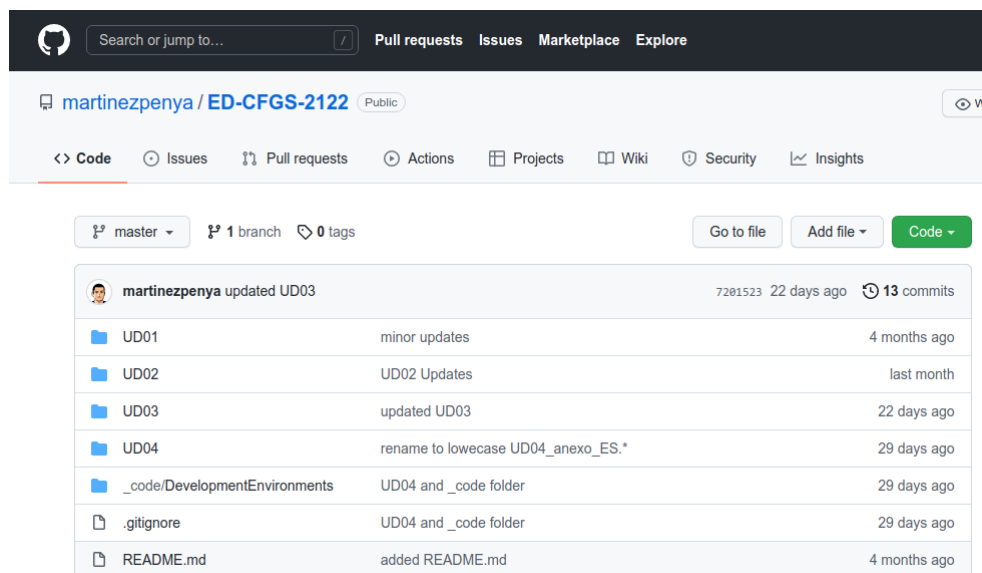 Search or jump to... / Pull requests Issues Marketplace Explore
martinezpenya / ED-CFGS-2122 Public
<> Code Issues Pull requests Actions Projects Wiki Security Insights
master 1 branch 0 tags Go to file Add file Code
martinezpenya updated UD03 7201523 22 days ago 13 commits
UD01 minor updates 4 months ago
UD02 UD02 Updates last month
UD03 updated UD03 22 days ago
UD04 rename to lowecase UD04_anexo_ES.* 29 days ago
_code/DevelopmentEnvironments UD04 and _code folder 29 days ago
.gitignore UD04 and _code folder 29 days ago
README.md added README.md 4 months ago